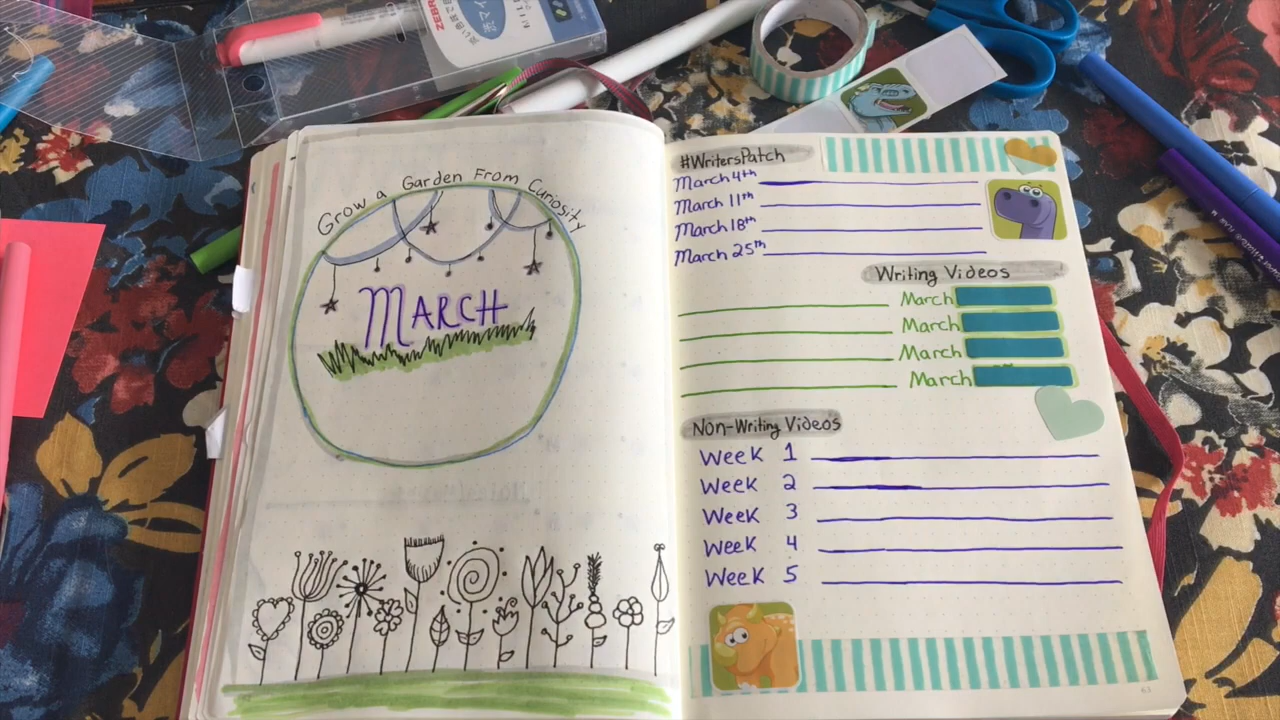 ZEBRA
Grow a Garden From Curiosity
MARCH
#WritersPatch
March 4th
March 11th
March 18th
March 25th
Writing Videos
March
March
March
March
Non-Writing Videos
Week 1
Week 2
Week 3
Week 4
Week 5
63